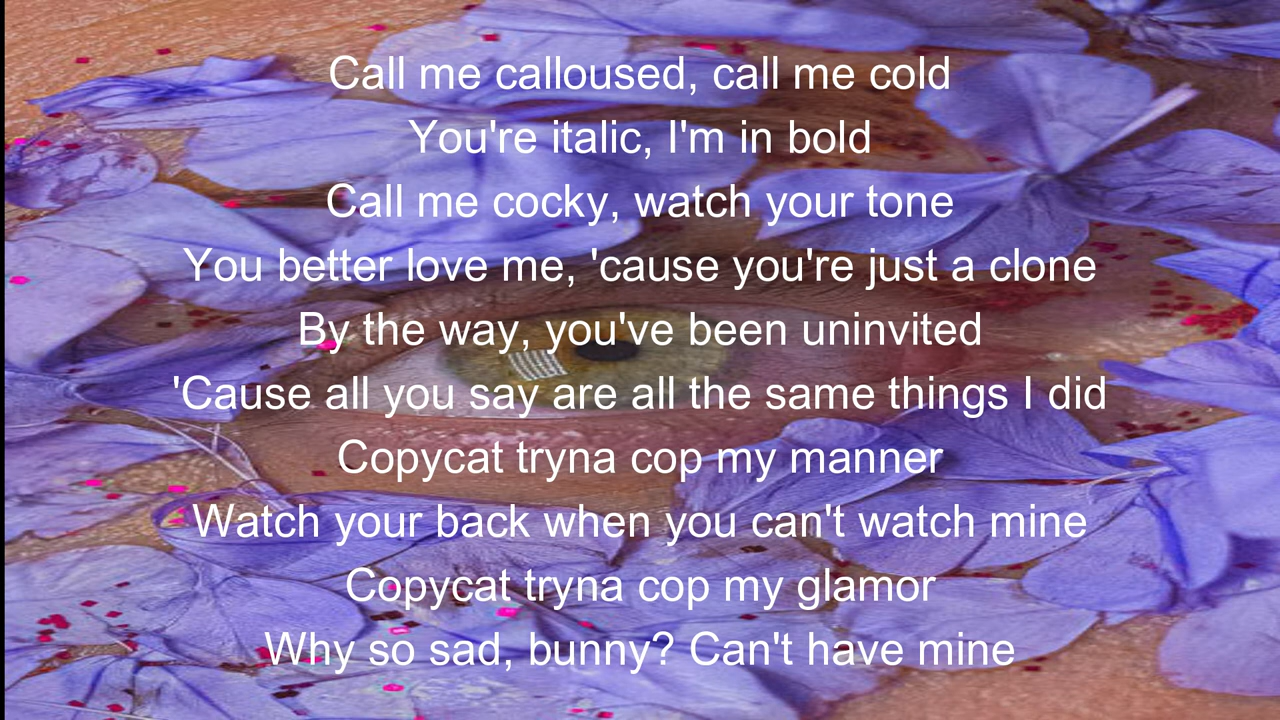 Call me calloused, call me cold
You're italic, I'm in bold
Call me cocky, watch your tone
You better love me, 'cause you're just a clone
By the way, you've been uninvited
'Cause all you say are all the same things I did
Copycat tryna cop my manner
Watch your back when you can't watch mine
Copycat tryna cop my glamor
Why so sad, bunny? Can't have mine